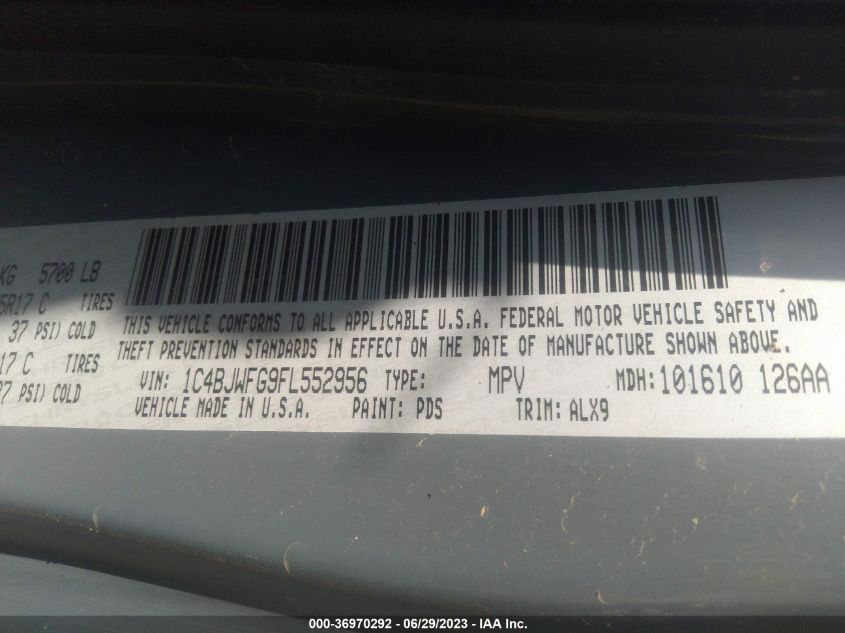 KG 5700 LB
5R17 C TIRES
37 PSI) COLD
17 C TIRES
37 PSI) COLD
THIS VEHICLE CONFORMS TO ALL APPLICABLE U.S.A. FEDERAL MOTOR VEHICLE SAFETY AND
THEFT PREVENTION STANDARDS IN EFFECT ON THE DATE OF MANUFACTURE SHOWN ABOVE.
VIN: 1C4BJWFG9FL552956 TYPE: MPV MDH:101610 126AA
VEHICLE MADE IN U.S.A. PAINT: PDS TRIM: ALX9
000-36970292 - 06/29/2023 - IAA Inc.